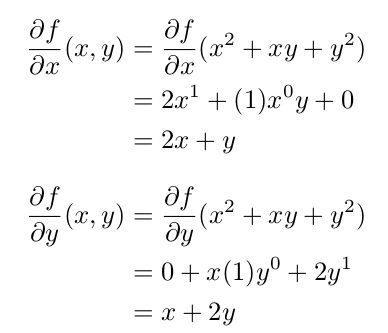 ∂f/∂x (x, y) = ∂f/∂x (x² + xy + y²)
= 2x¹ + (1)x⁰y + 0
= 2x + y
∂f/∂y (x, y) = ∂f/∂y (x² + xy + y²)
= 0 + x(1)y⁰ + 2y¹
= x + 2y